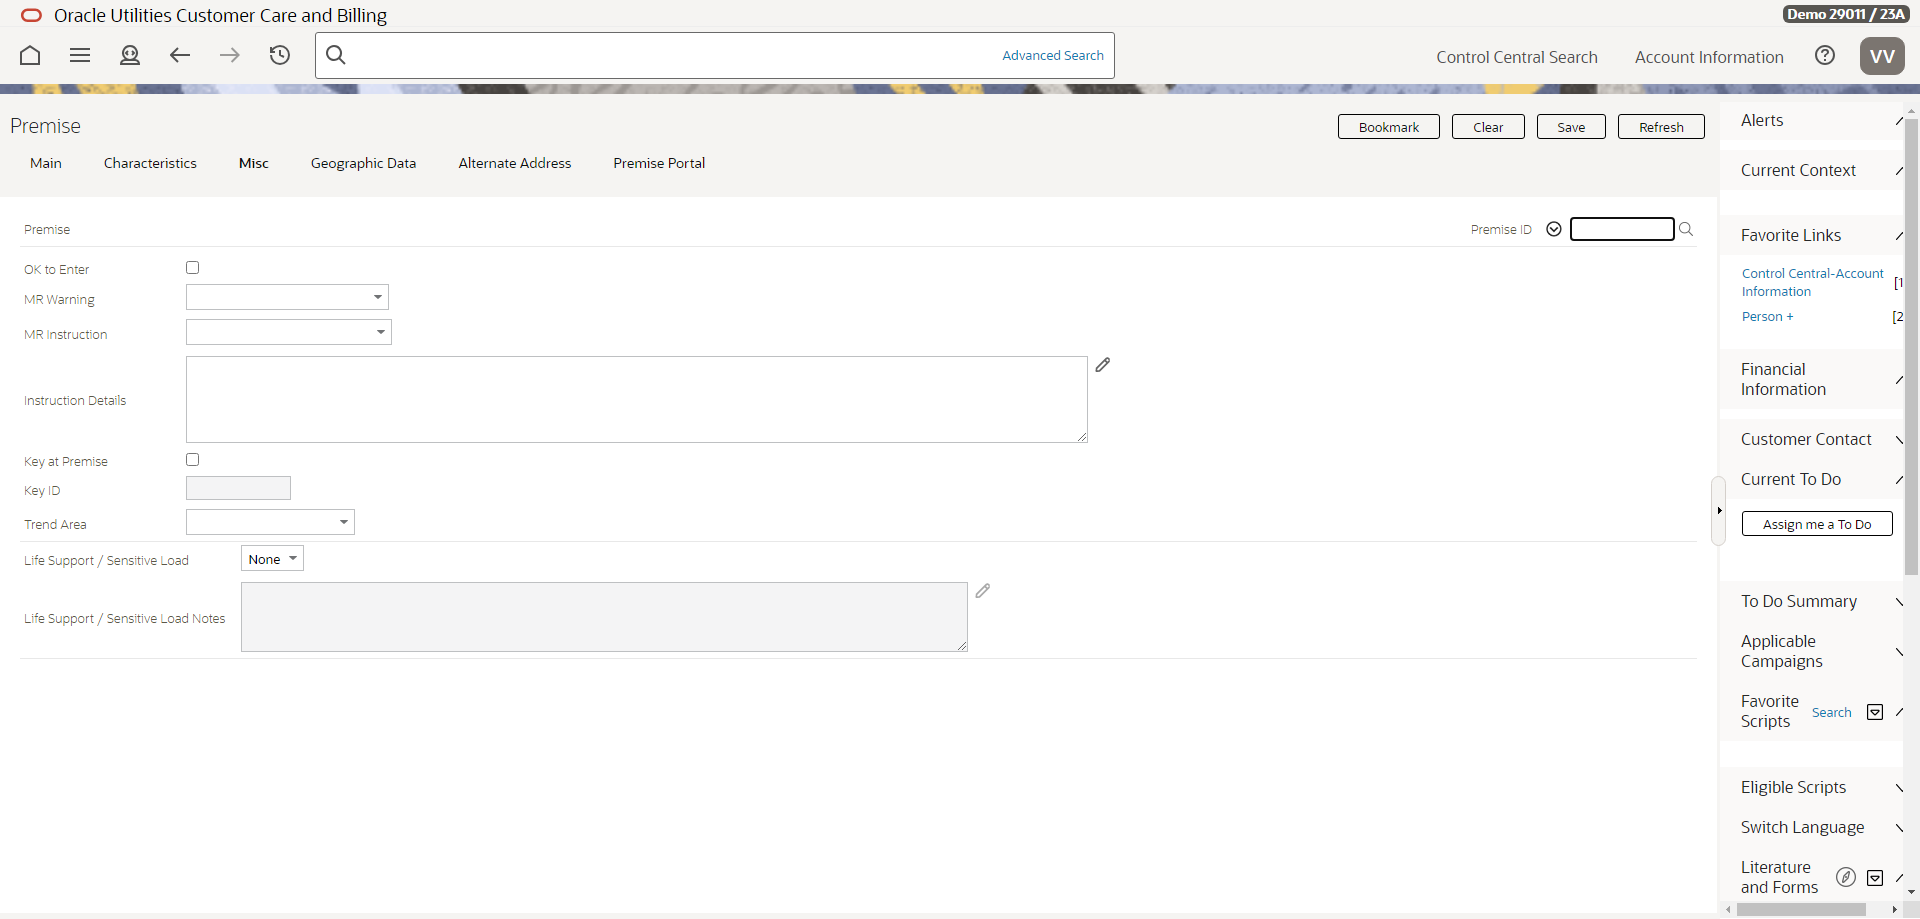 Oracle Utilities Customer Care and Billing
Demo 29011 / 23A
Advanced Search
Control Central Search
Account Information
VV
Premise
Bookmark
Clear
Save
Refresh
Main
Characteristics
Misc
Geographic Data
Alternate Address
Premise Portal
Premise
Premise ID
OK to Enter
MR Warning
MR Instruction
Instruction Details
Key at Premise
Key ID
Trend Area
Life Support / Sensitive Load
None
Life Support / Sensitive Load Notes
Alerts
Current Context
Favorite Links
Control Central-Account
Information
[1
Person +
[2
Financial
Information
Customer Contact
Current To Do
Assign me a To Do
To Do Summary
Applicable
Campaigns
Favorite
Scripts
Search
Eligible Scripts
Switch Language
Literature
and Forms